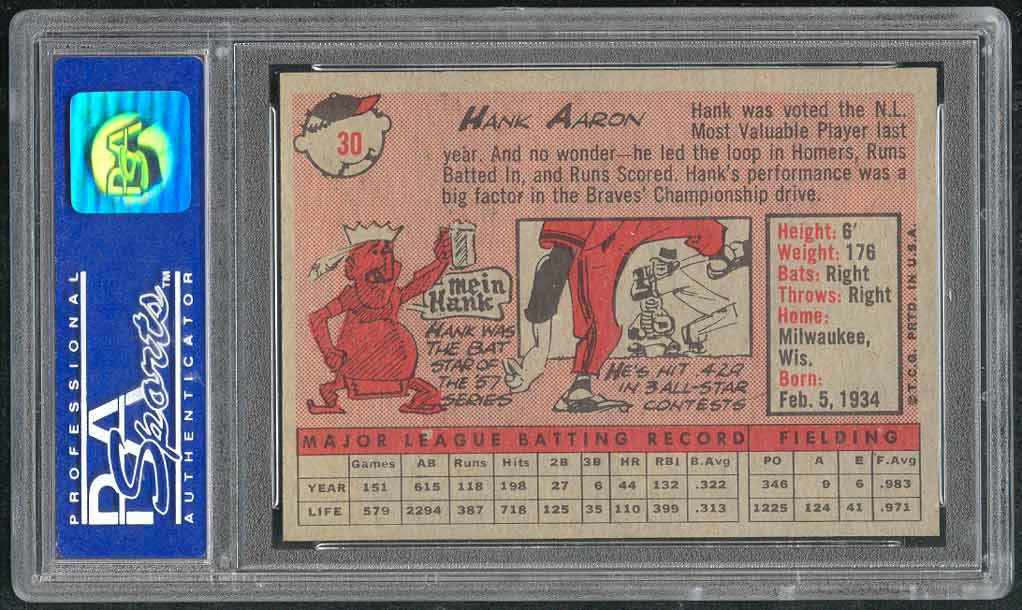 PROFESSIONAL
PSA
Sports™
AUTHENTICATOR
PSA
30
HANK AARON
Hank was voted the N.L.
Most Valuable Player last
year. And no wonder—he led the loop in Homers, Runs
Batted In, and Runs Scored. Hank's performance was a
big factor in the Braves' Championship drive.
mein
Hank
HANK WAS
THE BAT
STAR OF
THE 57
SERIES
HE'S HIT .429
IN 3 ALL-STAR
CONTESTS
Height: 6'
Weight: 176
Bats: Right
Throws: Right
Home:
Milwaukee,
Wis.
Born:
Feb. 5, 1934
© T.C.G. PRTD. IN U.S.A.
MAJOR LEAGUE BATTING RECORD FIELDING
Games AB Runs Hits 2B 3B HR RBI B.Avg PO A E F.Avg
YEAR 151 615 118 198 27 6 44 132 .322 346 9 6 .983
LIFE 579 2294 387 718 125 35 110 399 .313 1225 124 41 .971